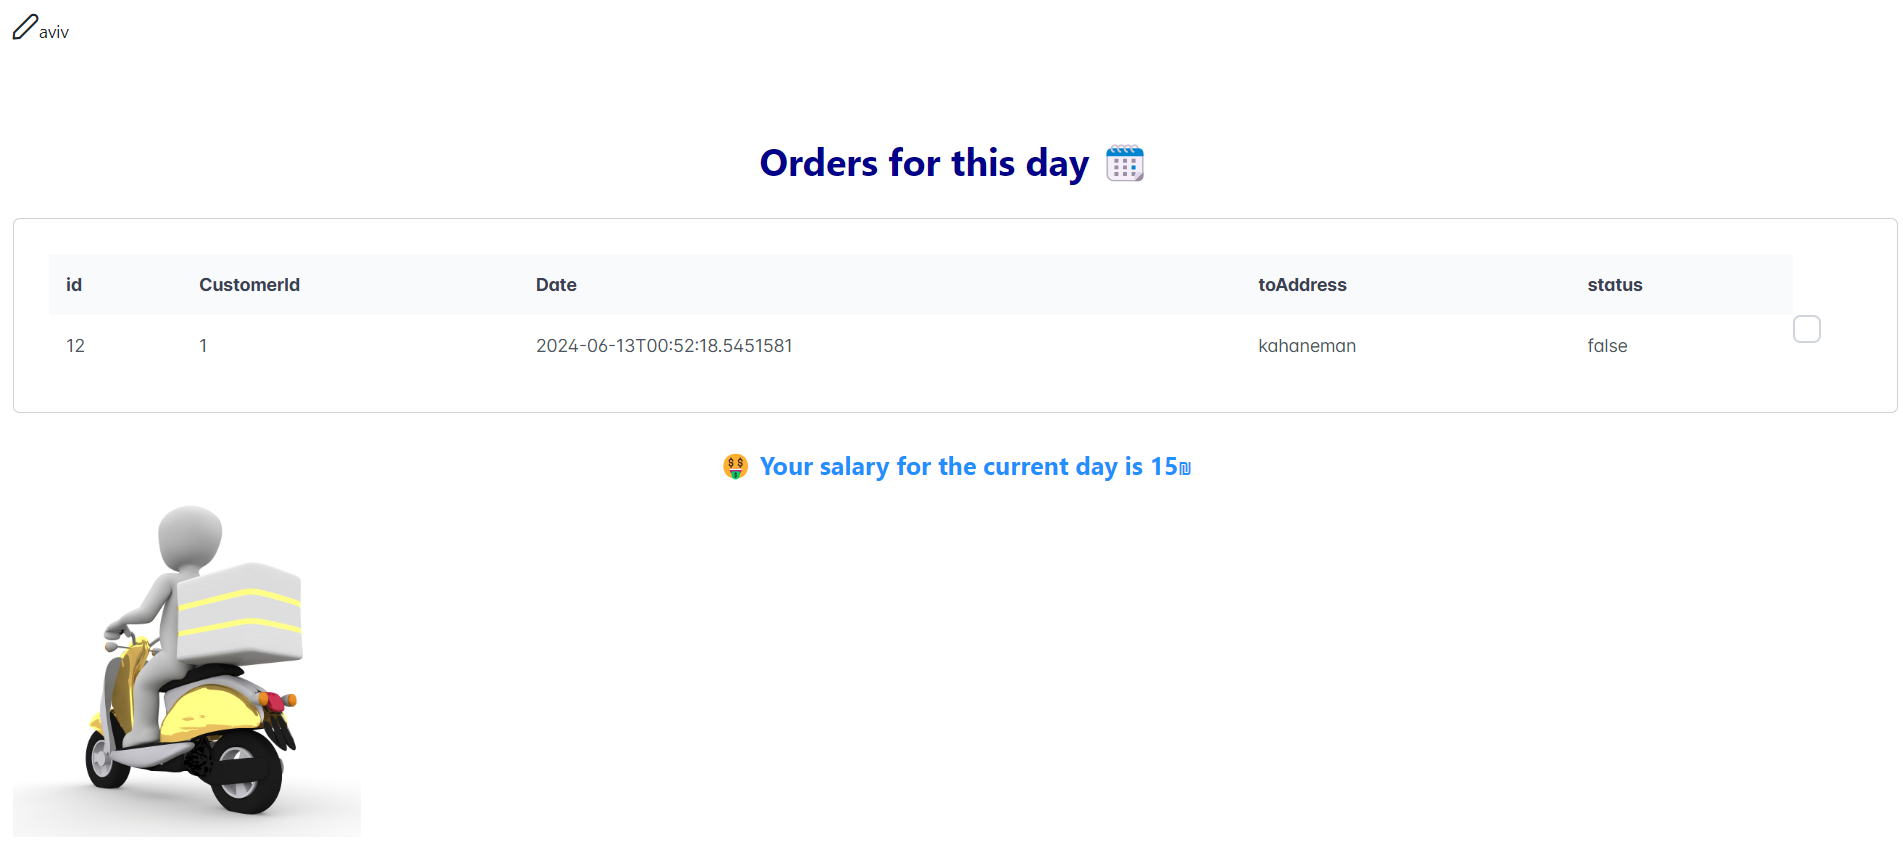 aviv
Orders for this day
id CustomerId Date toAddress status
12 1 2024-06-13T00:52:18.5451581 kahaneman false
Your salary for the current day is 15₪